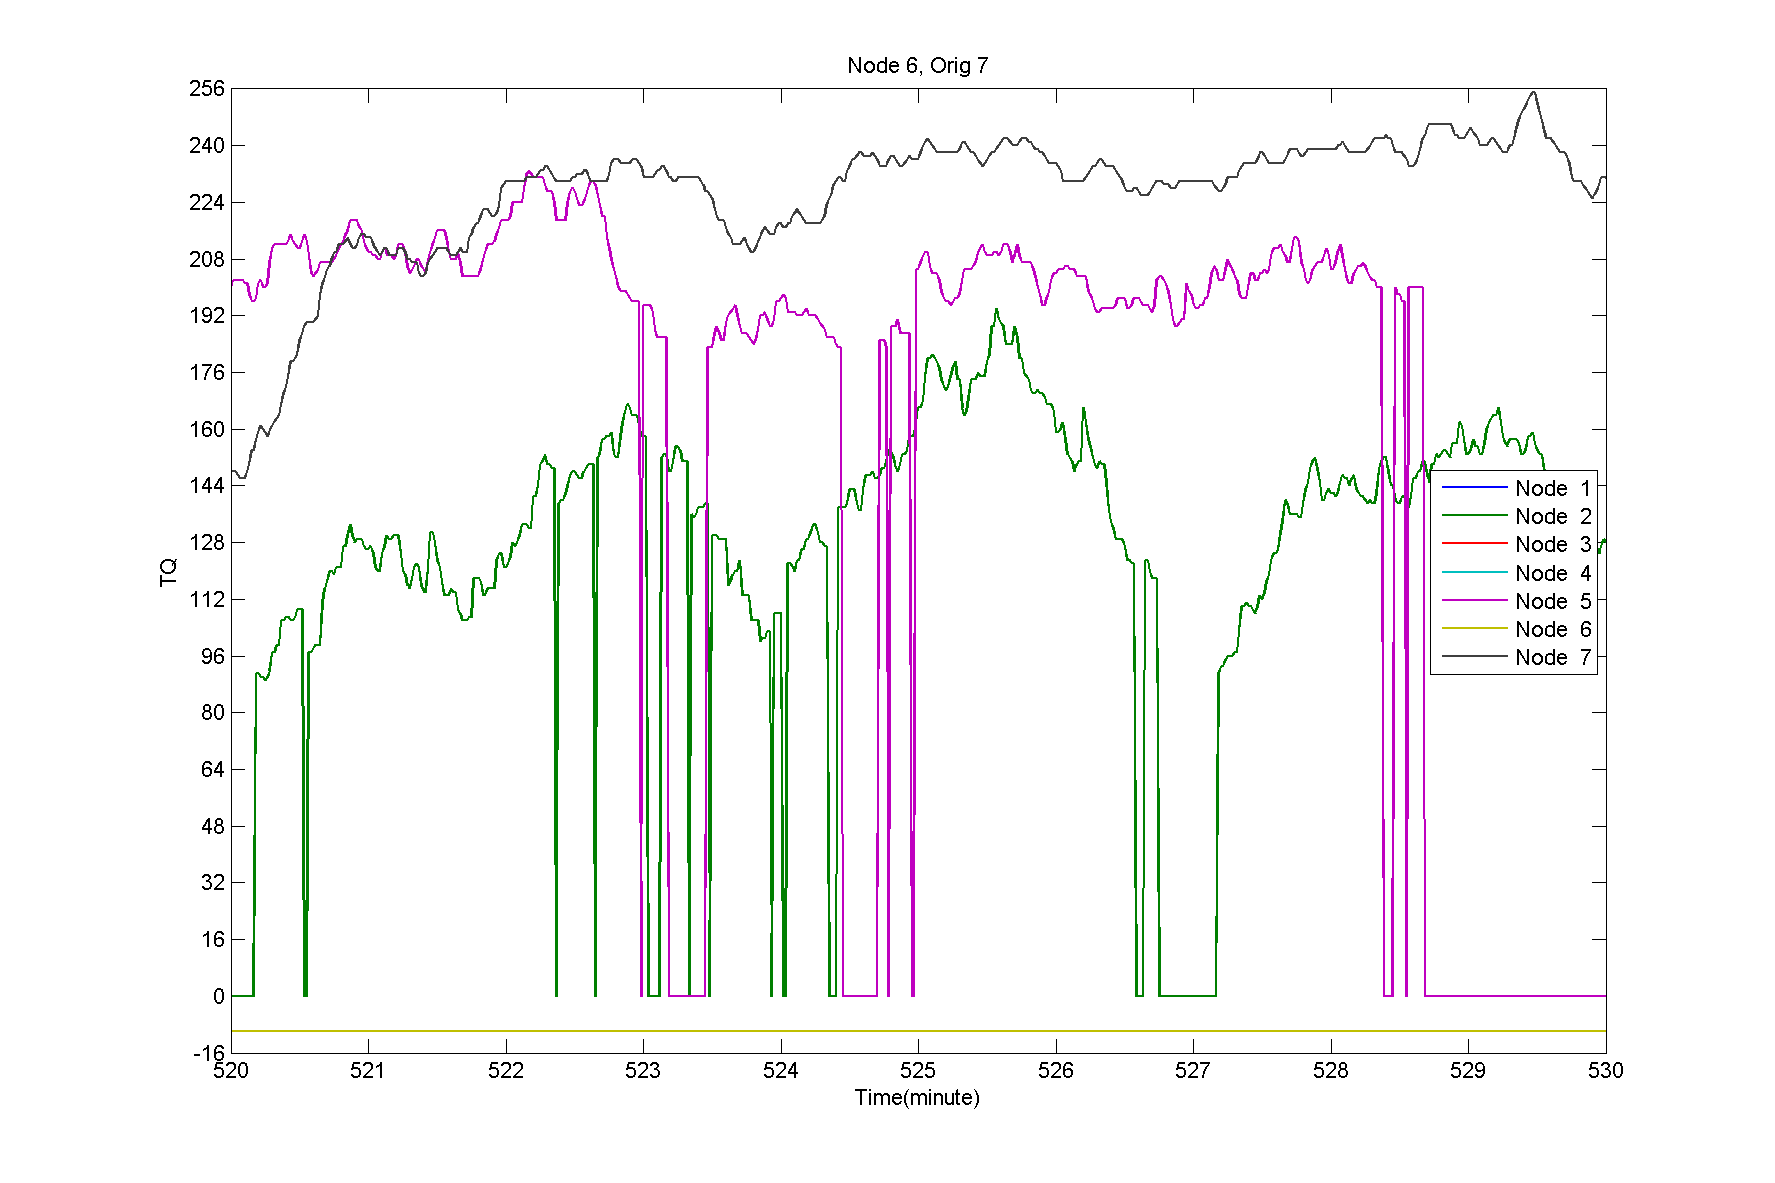 Node 6, Orig 7
256
240
224
208
192
176
160
144
128
112
96
80
64
48
32
16
0
-16
TQ
Node 1
Node 2
Node 3
Node 4
Node 5
Node 6
Node 7
520 521 522 523 524 525 526 527 528 529 530
Time(minute)